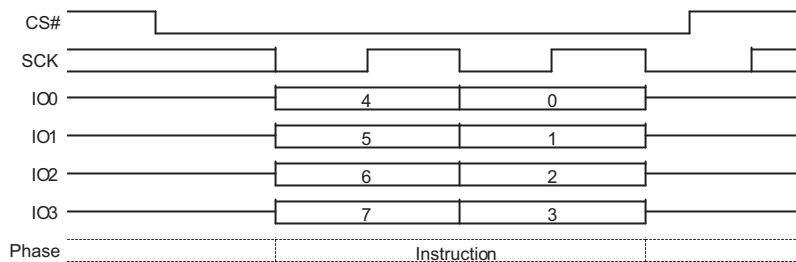 CS#
SCK
IO0 4 0
IO1 5 1
IO2 6 2
IO3 7 3
Phase Instruction